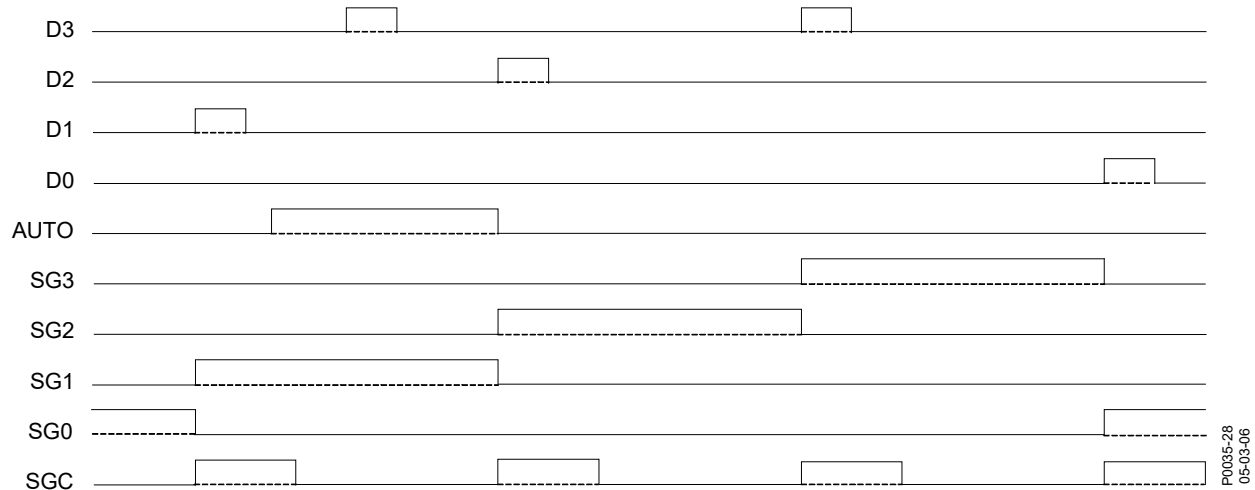 D3
D2
D1
D0
AUTO
SG3
SG2
SG1
SG0
SGC
P0035-28
05-03-06